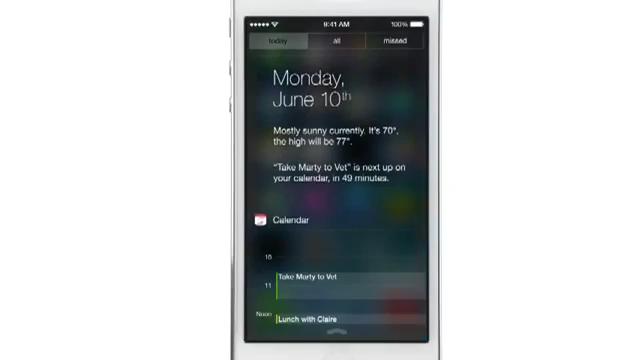 9:41 AM 100%
today all missed
Monday,
June 10th
Mostly sunny currently. It's 70°,
the high will be 77°.
"Take Marty to Vet" is next up on
your calendar, in 49 minutes.
Calendar
10
Take Marty to Vet
11
Noon Lunch with Claire